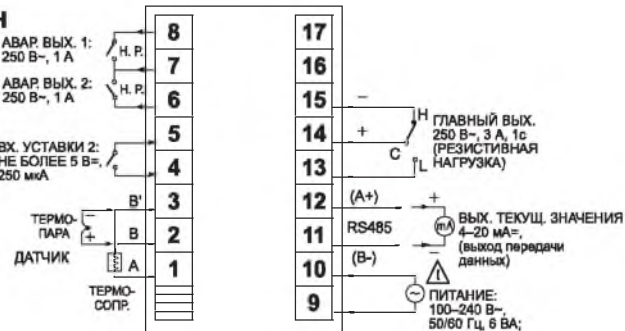 Н
АВАР. ВЫХ. 1:
250 В~, 1 А
Н. Р.
АВАР. ВЫХ. 2:
250 В~, 1 А
Н. Р.
ВХ. УСТАВКИ 2:
НЕ БОЛЕЕ 5 В=,
250 мкА
ТЕРМО-
ПАРА
−
+
ДАТЧИК
B'
B
A
ТЕРМО-
СОПР.
8
7
6
5
4
3
2
1
17
16
15
14
13
12
11
10
9
−
+
H
C
L
ГЛАВНЫЙ ВЫХ.
250 В~, 3 А, 1с
(РЕЗИСТИВНАЯ
НАГРУЗКА)
(A+)
RS485
(B-)
+
mA
−
ВЫХ. ТЕКУЩ. ЗНАЧЕНИЯ
4–20 мА=,
(выход передачи
данных)
!
~
ПИТАНИЕ:
100–240 В~,
50/60 Гц, 6 ВА;